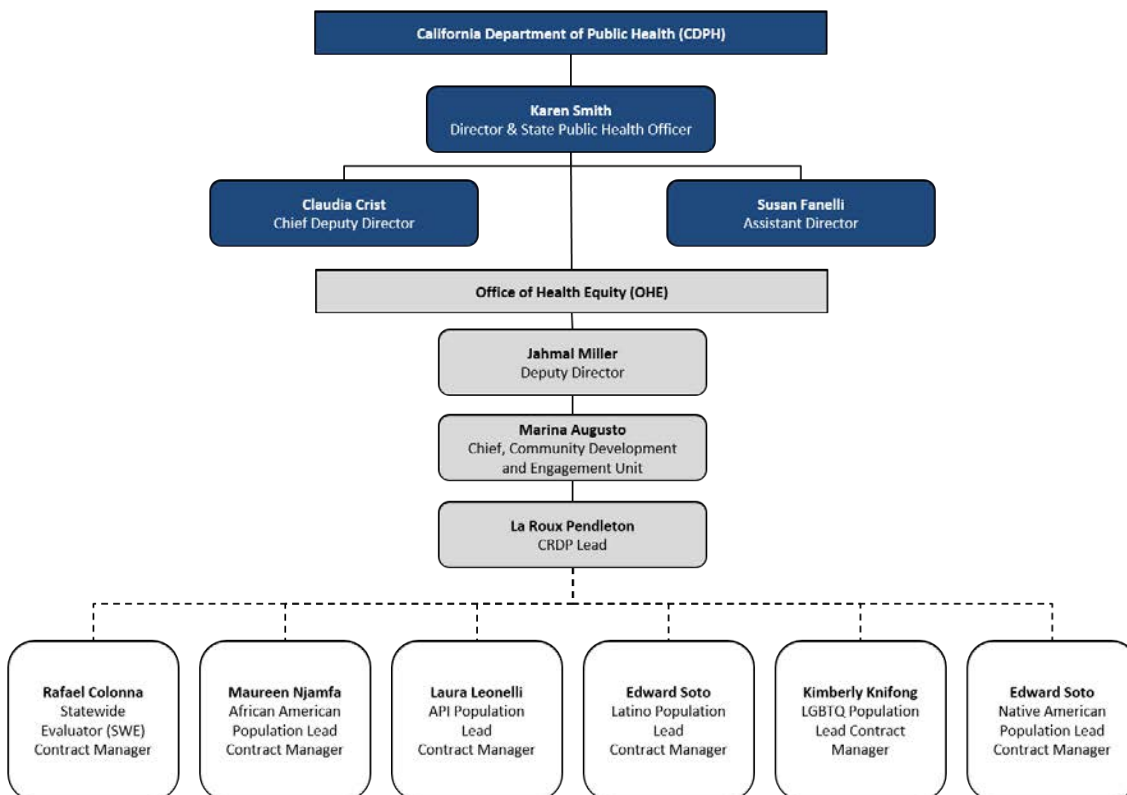 California Department of Public Health (CDPH)
Karen Smith
Director & State Public Health Officer
Claudia Crist
Chief Deputy Director
Susan Fanelli
Assistant Director
Office of Health Equity (OHE)
Jahmal Miller
Deputy Director
Marina Augusto
Chief, Community Development
and Engagement Unit
La Roux Pendleton
CRDP Lead
Rafael Colonna
Statewide
Evaluator (SWE)
Contract Manager
Maureen Njamfa
African American
Population Lead
Contract Manager
Laura Leonelli
API Population
Lead
Contract Manager
Edward Soto
Latino Population
Lead
Contract Manager
Kimberly Knifong
LGBTQ Population
Lead Contract
Manager
Edward Soto
Native American
Population Lead
Contract Manager